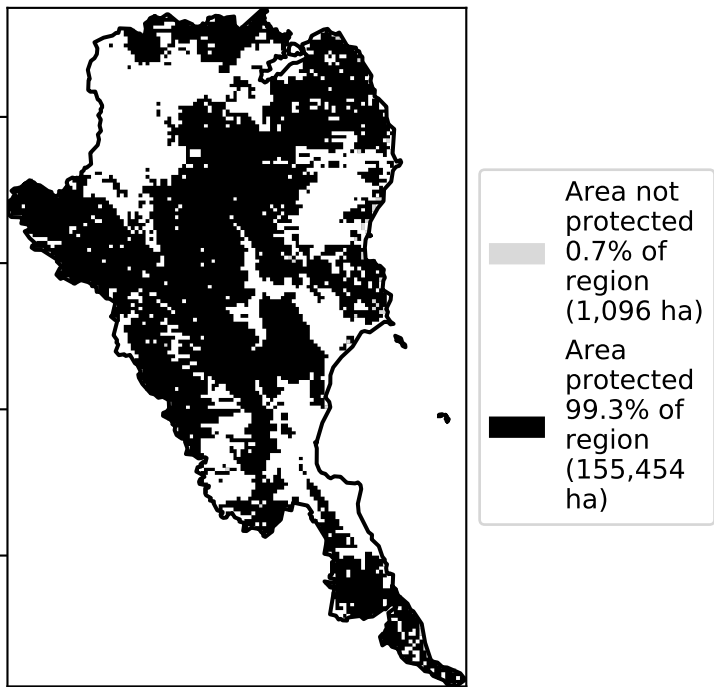 Area not
protected
0.7% of
region
(1,096 ha)
Area
protected
99.3% of
region
(155,454
ha)